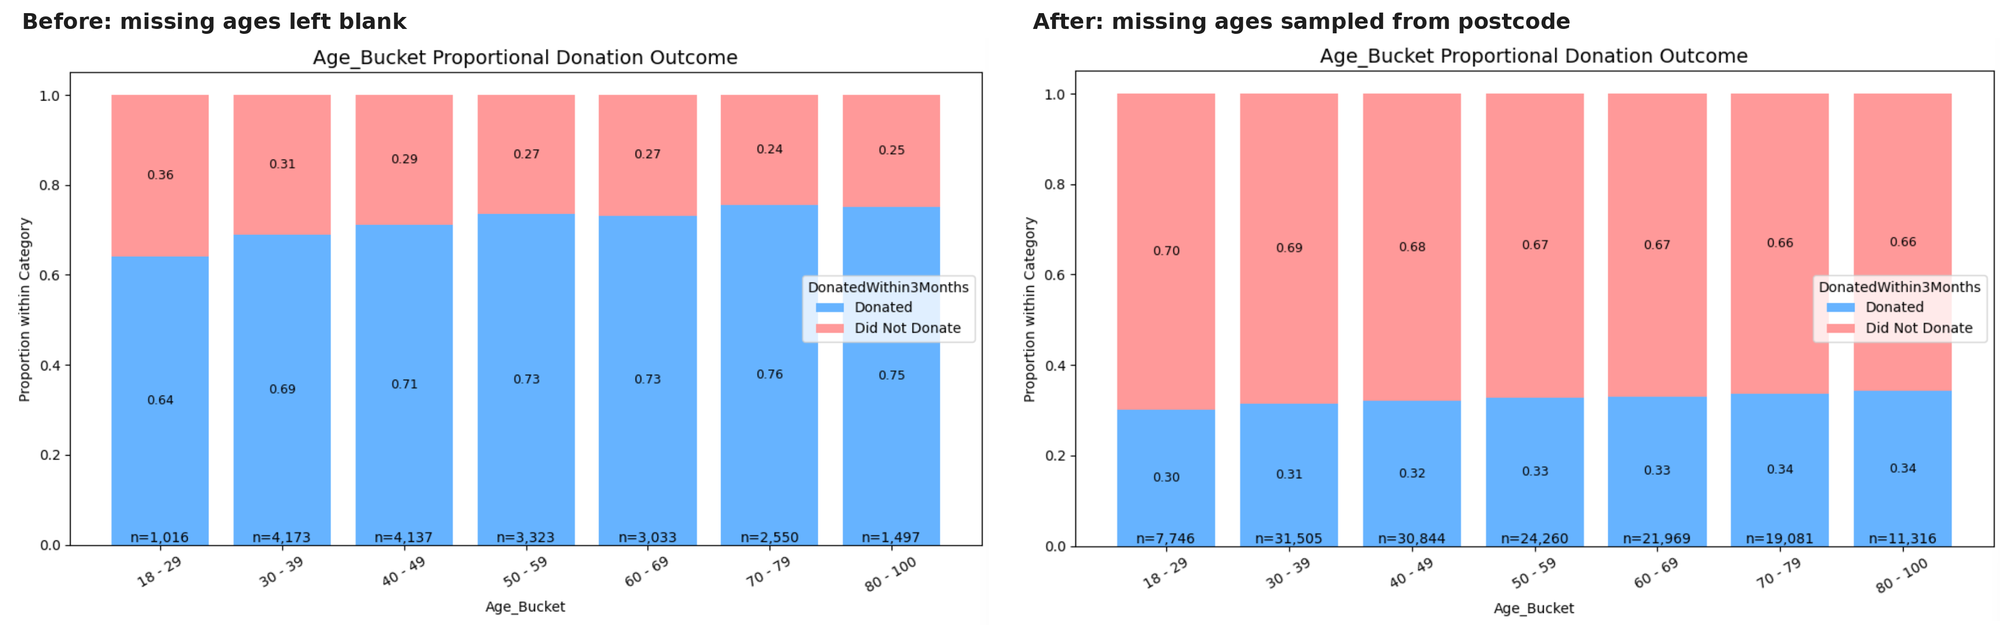 Before: missing ages left blank
Age_Bucket Proportional Donation Outcome
Proportion within Category
1.0
0.8
0.6
0.4
0.2
0.0
0.36
0.31
0.29
0.27
0.27
0.24
0.25
DonatedWithin3Months
Donated
Did Not Donate
0.64
0.69
0.71
0.73
0.73
0.76
0.75
n=1,016
n=4,173
n=4,137
n=3,323
n=3,033
n=2,550
n=1,497
18 - 29
30 - 39
40 - 49
50 - 59
60 - 69
70 - 79
80 - 100
Age_Bucket
After: missing ages sampled from postcode
Age_Bucket Proportional Donation Outcome
Proportion within Category
1.0
0.8
0.6
0.4
0.2
0.0
0.70
0.69
0.68
0.67
0.67
0.66
0.66
DonatedWithin3Months
Donated
Did Not Donate
0.30
0.31
0.32
0.33
0.33
0.34
0.34
n=7,746
n=31,505
n=30,844
n=24,260
n=21,969
n=19,081
n=11,316
18 - 29
30 - 39
40 - 49
50 - 59
60 - 69
70 - 79
80 - 100
Age_Bucket